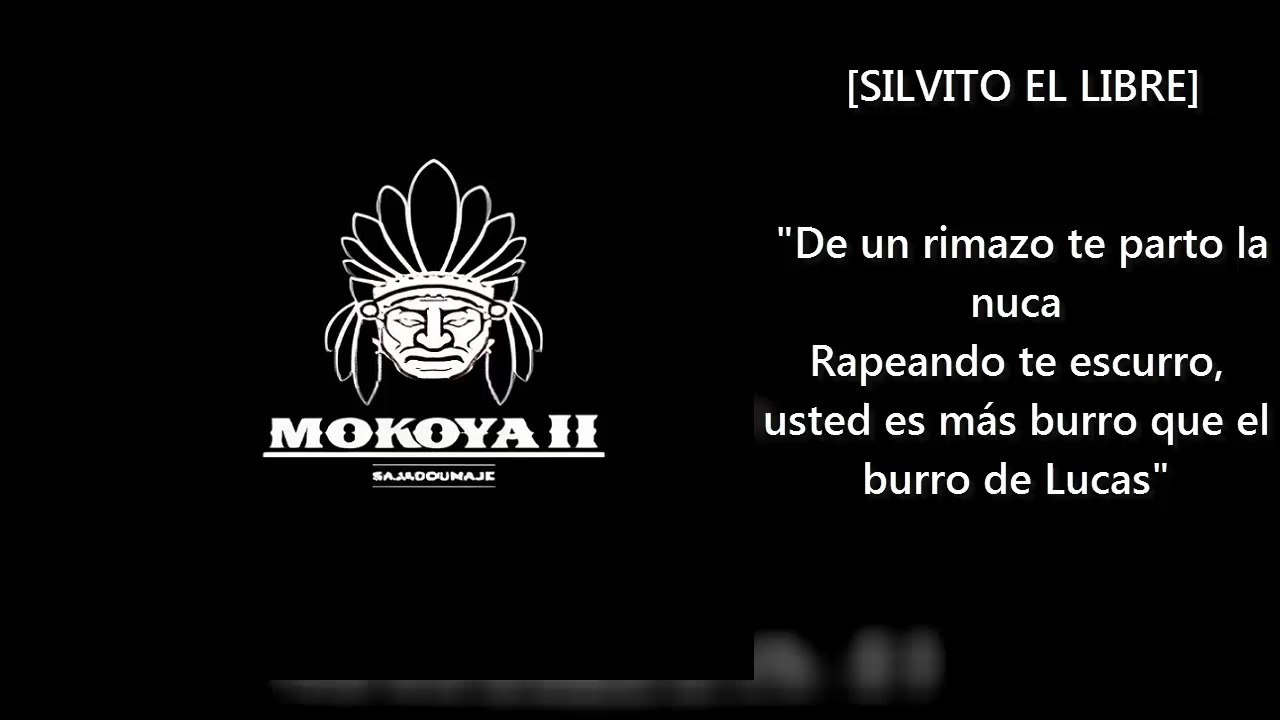 [SILVITO EL LIBRE]
"De un rimazo te parto la
nuca
Rapeando te escurro,
usted es más burro que el
burro de Lucas"
MOKOYA II